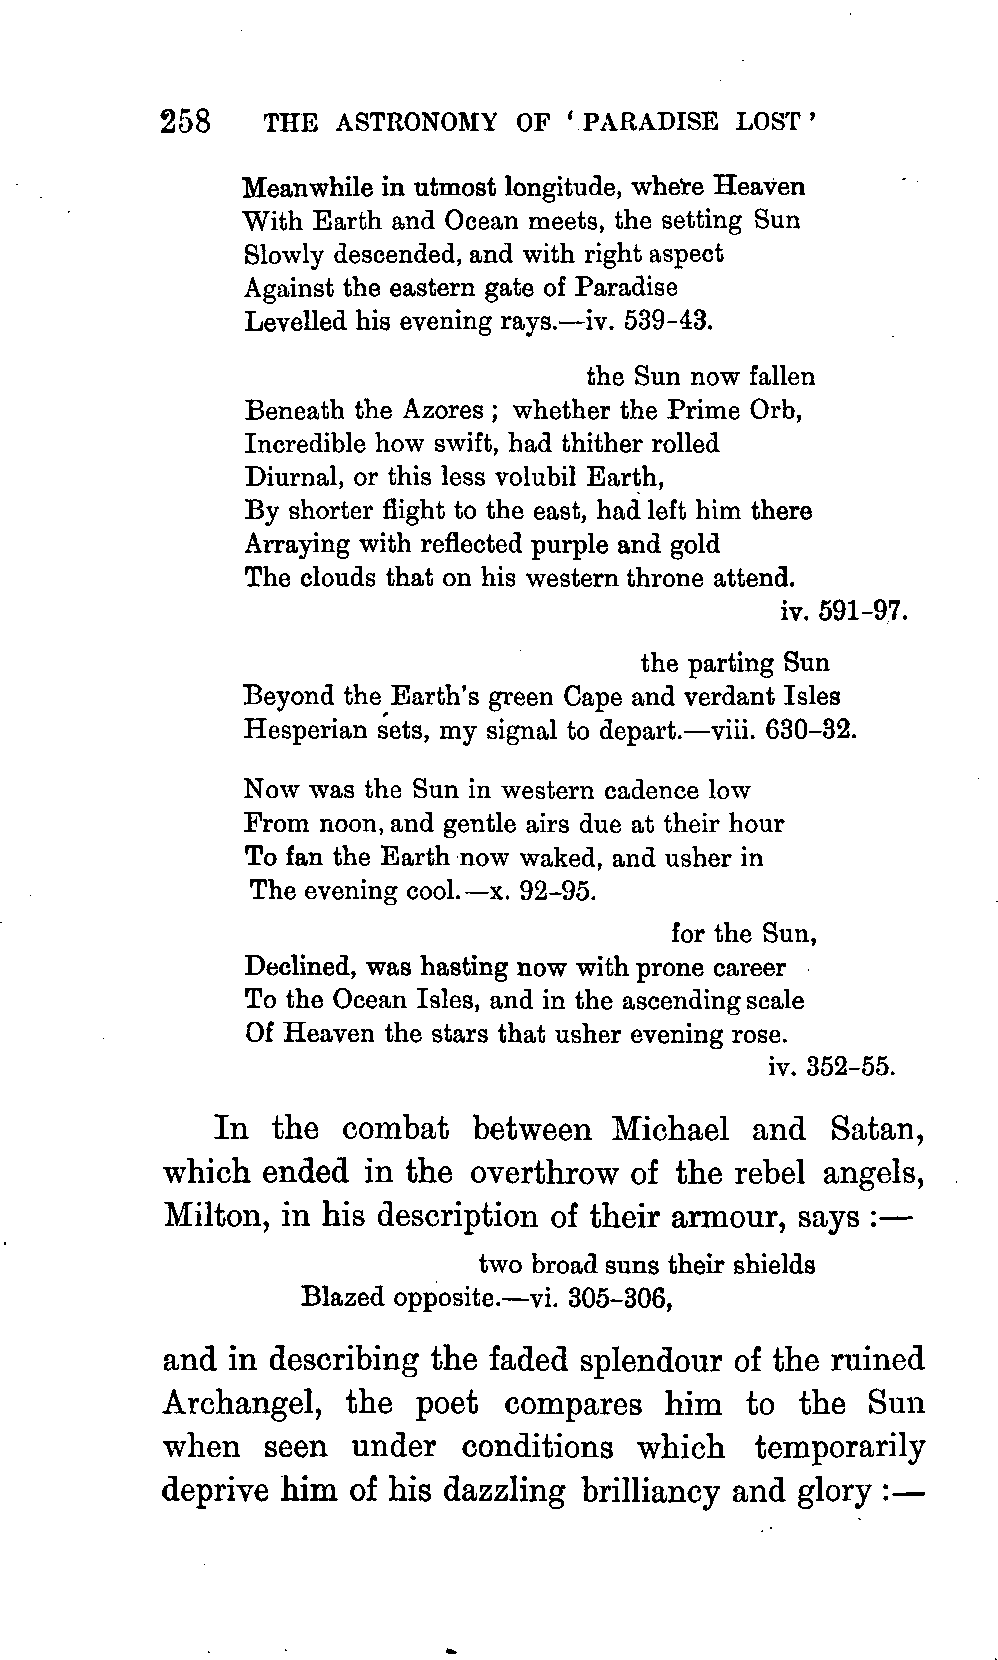 258 THE ASTRONOMY OF ‘PARADISE LOST’
Meanwhile in utmost longitude, where Heaven
With Earth and Ocean meets, the setting Sun
Slowly descended, and with right aspect
Against the eastern gate of Paradise
Levelled his evening rays.—iv. 539-43.
the Sun now fallen
Beneath the Azores ; whether the Prime Orb,
Incredible how swift, had thither rolled
Diurnal, or this less volubil Earth,
By shorter flight to the east, had left him there
Arraying with reflected purple and gold
The clouds that on his western throne attend.
iv. 591-97.
the parting Sun
Beyond the Earth's green Cape and verdant Isles
Hesperian sets, my signal to depart.—viii. 630-32.
Now was the Sun in western cadence low
From noon, and gentle airs due at their hour
To fan the Earth now waked, and usher in
The evening cool.—x. 92-95.
for the Sun,
Declined, was hasting now with prone career
To the Ocean Isles, and in the ascending scale
Of Heaven the stars that usher evening rose.
iv. 352-55.
In the combat between Michael and Satan,
which ended in the overthrow of the rebel angels,
Milton, in his description of their armour, says :—
two broad suns their shields
Blazed opposite.—vi. 305-306,
and in describing the faded splendour of the ruined
Archangel, the poet compares him to the Sun
when seen under conditions which temporarily
deprive him of his dazzling brilliancy and glory :—